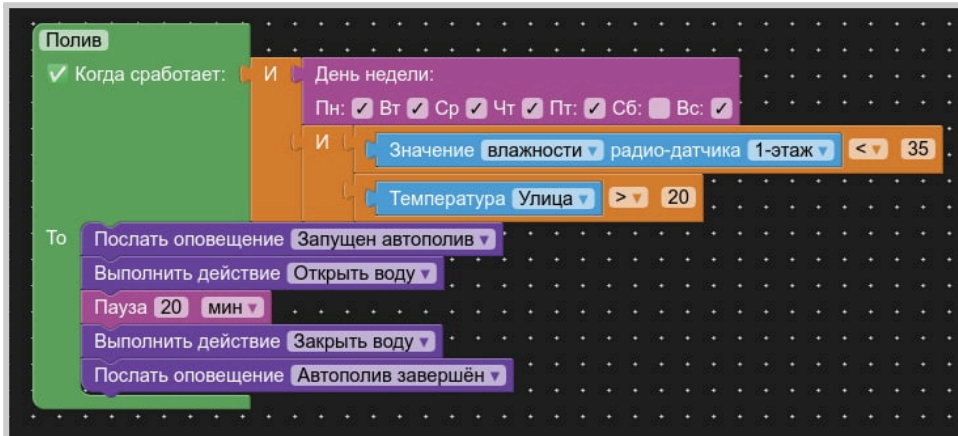 Полив
Когда сработает: И День недели:
Пн: Вт Ср Чт Пт: Сб: Вс:
И Значение влажности радио-датчика 1-этаж < 35
Температура Улица > 20
То Послать оповещение Запущен автополив
Выполнить действие Открыть воду
Пауза 20 мин
Выполнить действие Закрыть воду
Послать оповещение Автополив завершён